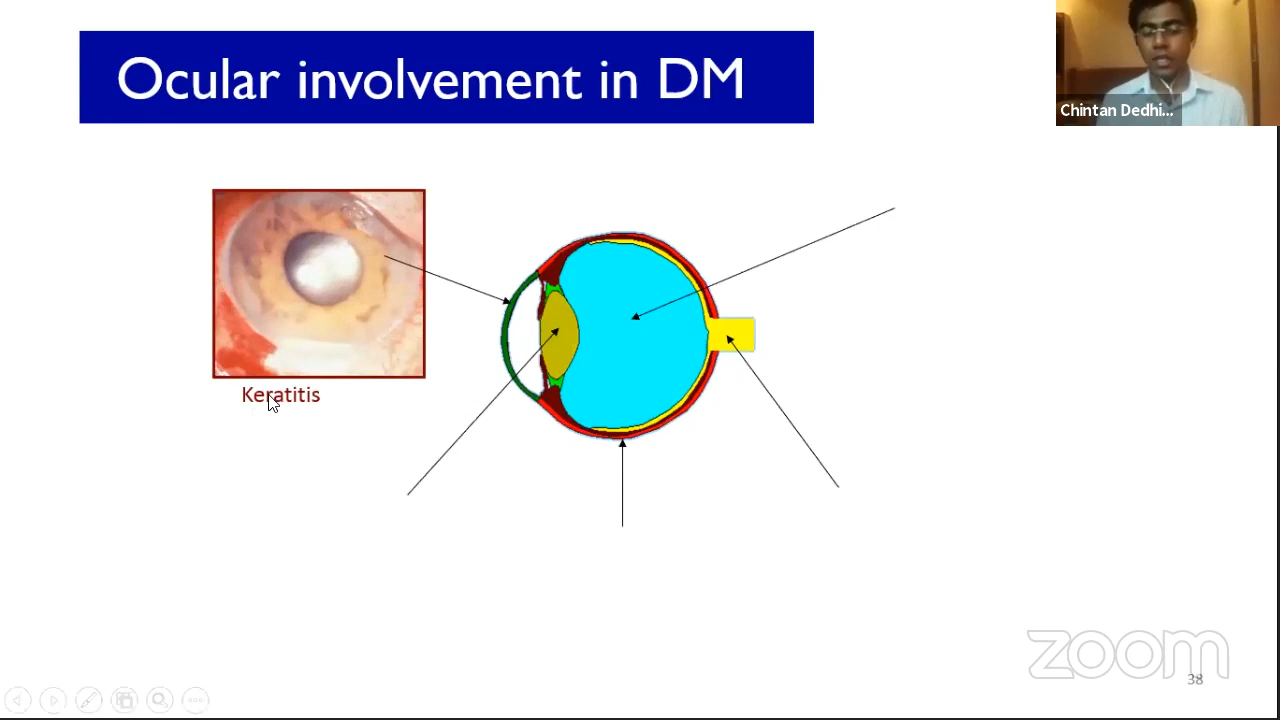 Ocular involvement in DM
Chintan Dedhi...
Keratitis
zoom
38